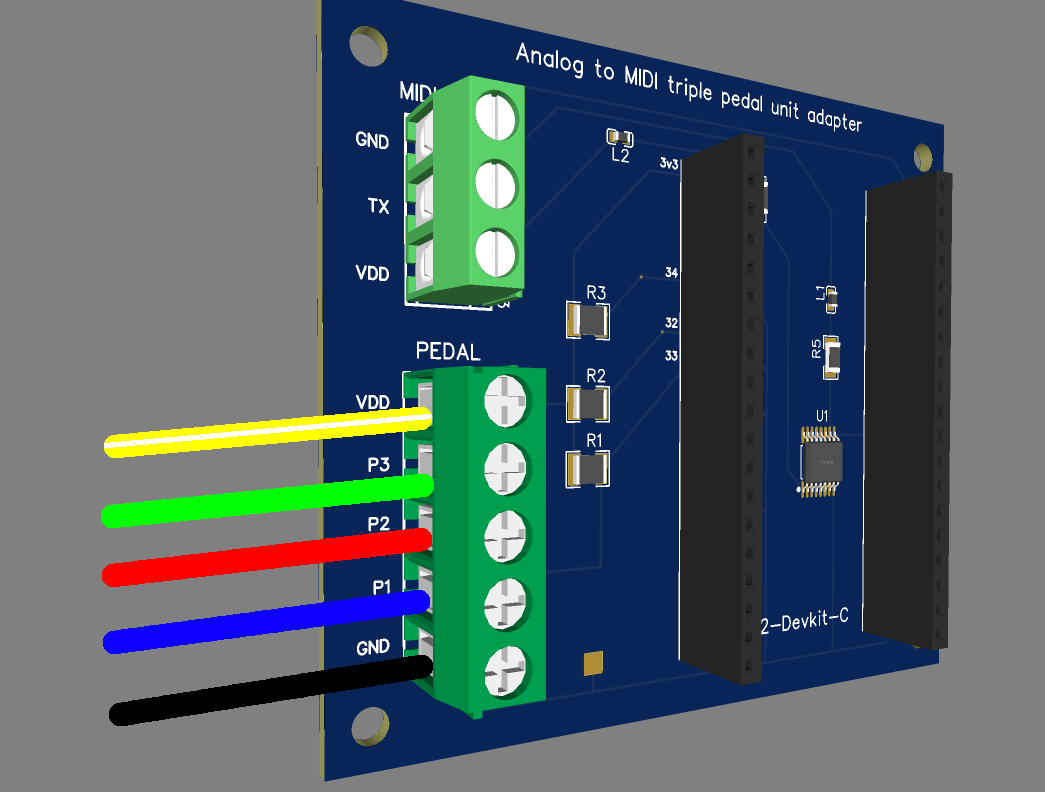 Analog to MIDI triple pedal unit adapter
MIDI
GND
TX
VDD
L2
3v3
34
32
33
R3
R2
R1
L1
R5
U1
PEDAL
VDD
P3
P2
P1
GND
2-Devkit-C